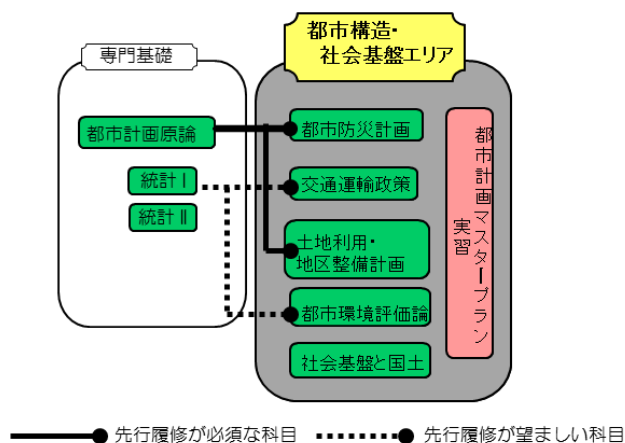 都市構造・
社会基盤エリア
専門基礎
都市計画原論
統計Ⅰ
統計Ⅱ
都市防災計画
交通運輸政策
土地利用・
地区整備計画
都市環境評価論
社会基盤と国土
都市計画マスタープラン
実習
先行履修が必須な科目
先行履修が望ましい科目